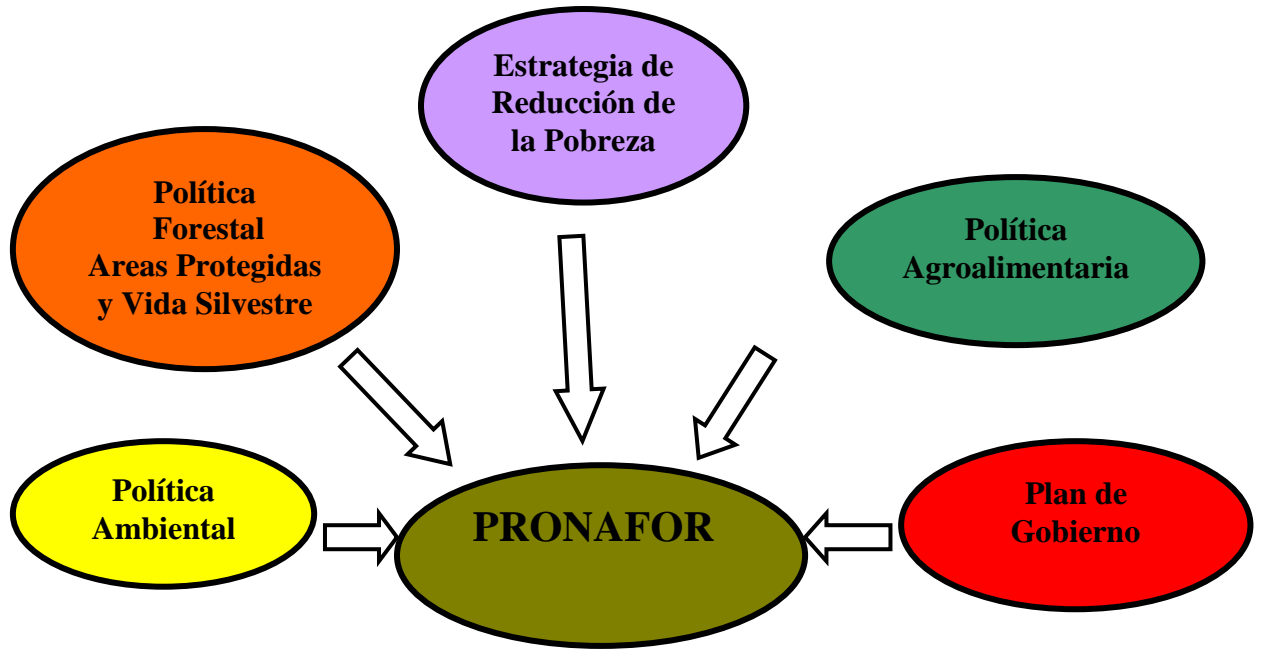 Estrategia de
Reducción de
la Pobreza
Política
Forestal
Areas Protegidas
y Vida Silvestre
Política
Agroalimentaria
Política
Ambiental
PRONAFOR
Plan de
Gobierno